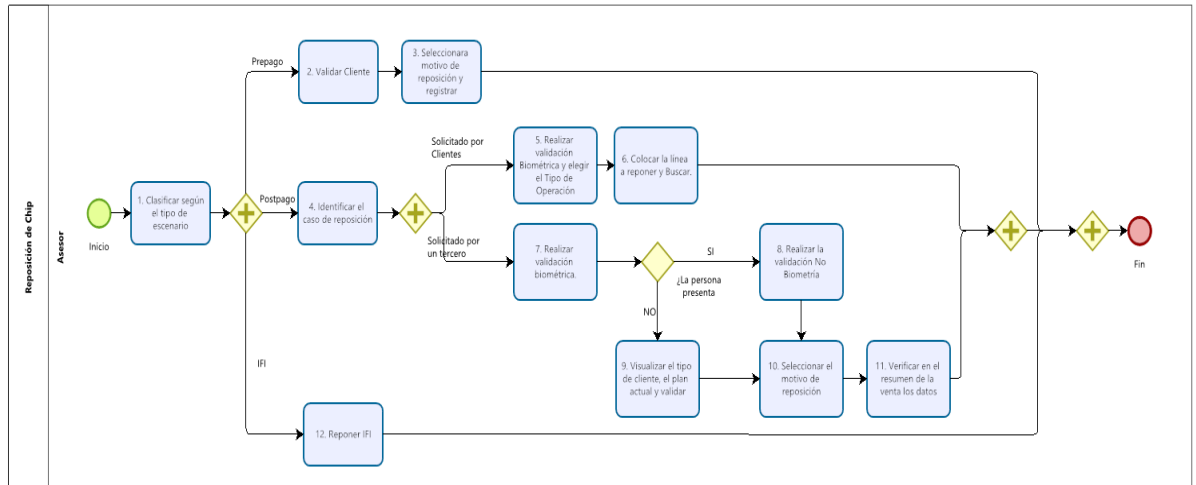 Reposición de Chip
Asesor
Inicio
1. Clasificar según
el tipo de
escenario
Prepago
2. Validar Cliente
3. Seleccionara
motivo de
reposición y
registrar
Postpago
4. Identificar el
caso de reposición
Solicitado por
Clientes
5. Realizar
validación
Biométrica y elegir
el Tipo de
Operación
6. Colocar la línea
a reponer y Buscar.
Solicitado por
un tercero
7. Realizar
validación
biométrica.
SI
¿La persona
presenta
NO
8. Realizar la
validación No
Biometría
9. Visualizar el tipo
de cliente, el plan
actual y validar
10. Seleccionar el
motivo de
reposición
11. Verificar en el
resumen de la
venta los datos
IFI
12. Reponer IFI
Fin